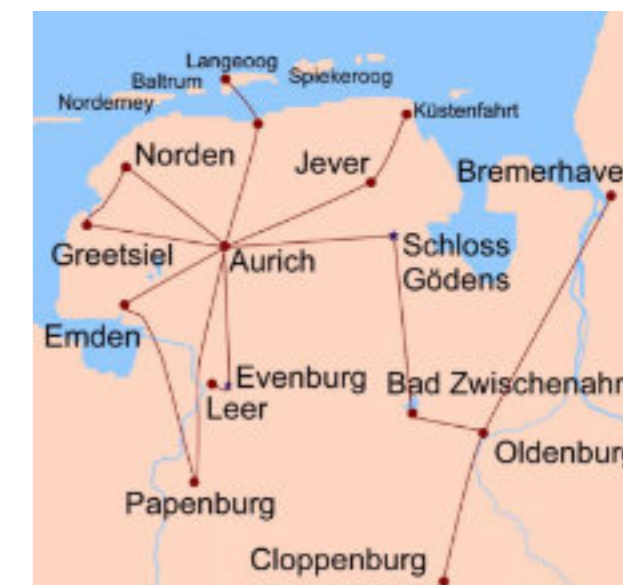 Langeoog
Baltrum
Spiekeroog
Norderney
Küstenfahrt
Norden
Jever
Bremerhave
Greetsiel
Aurich
Schloss
Gödens
Emden
Evenburg
Bad Zwischenahn
Leer
Oldenburg
Papenburg
Cloppenburg